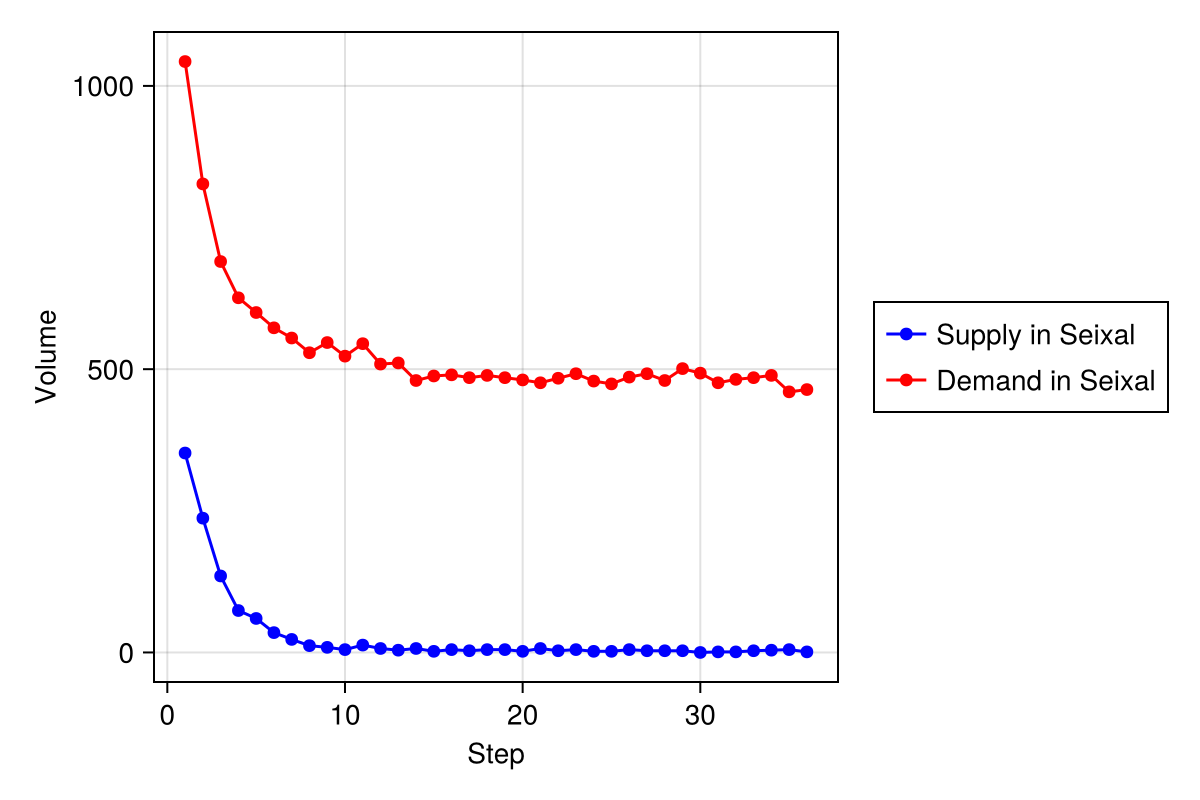 1000
500
0
Volume
0 10 20 30
Step
Supply in Seixal
Demand in Seixal